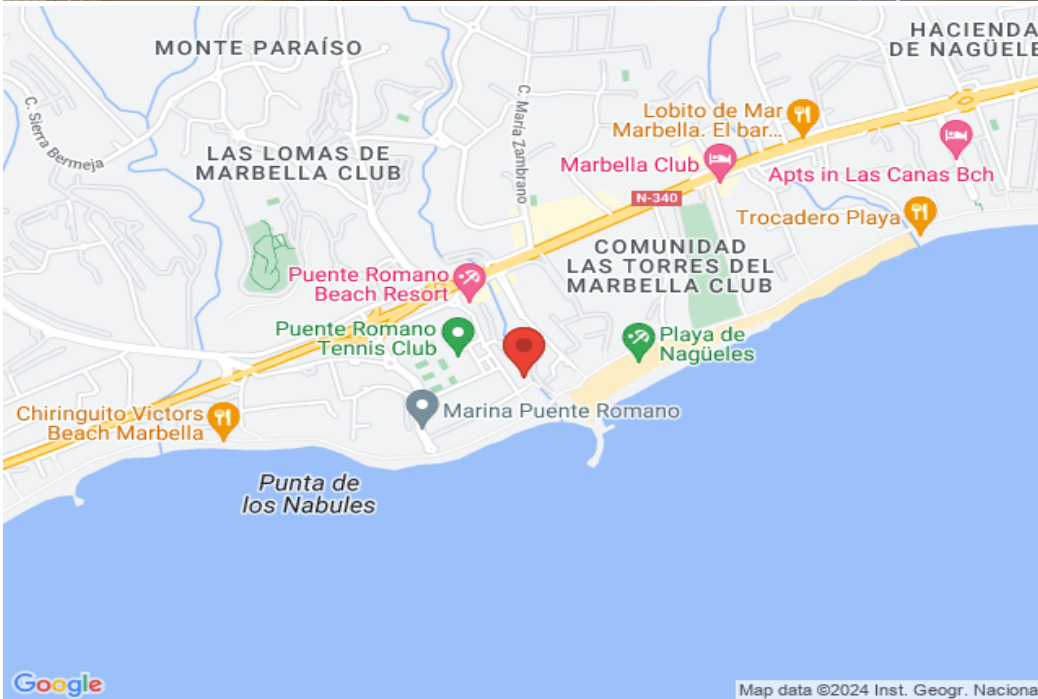 HACIENDA
DE NAGÜELE
MONTE PARAÍSO
C. Sierra Bermeja
C. María Zambrano
Lobito de Mar
Marbella. El bar...
LAS LOMAS DE
MARBELLA CLUB
Marbella Club
Apts in Las Canas Bch
N-340
Trocadero Playa
COMUNIDAD
LAS TORRES DEL
MARBELLA CLUB
Puente Romano
Beach Resort
Puente Romano
Tennis Club
Playa de
Nagüeles
Chiringuito Victors
Beach Marbella
Marina Puente Romano
Punta de
los Nabules
Google
Map data ©2024 Inst. Geogr. Naciona